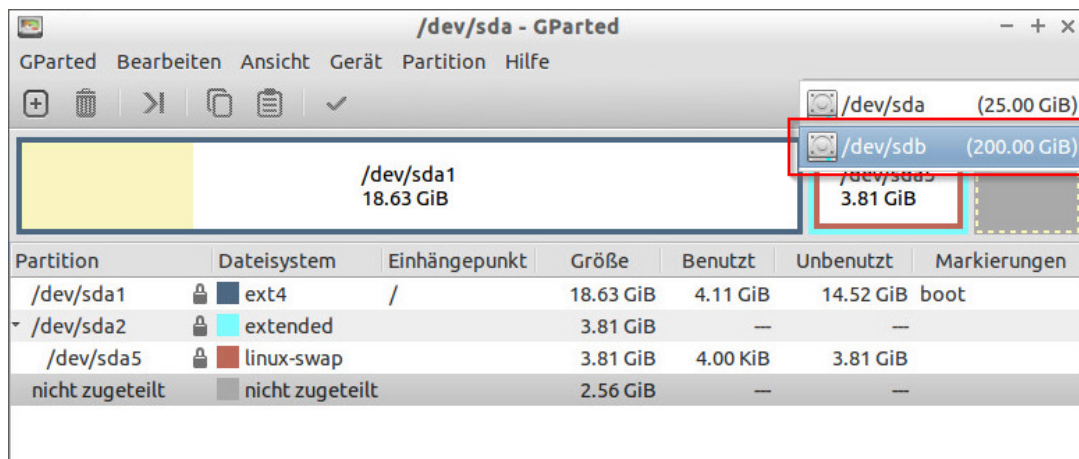 /dev/sda - GParted
GParted Bearbeiten Ansicht Gerät Partition Hilfe
/dev/sda (25.00 GiB)
/dev/sdb (200.00 GiB)
/dev/sda1
18.63 GiB
/dev/sda5
3.81 GiB
Partition Dateisystem Einhängepunkt Größe Benutzt Unbenutzt Markierungen
/dev/sda1 ext4 / 18.63 GiB 4.11 GiB 14.52 GiB boot
/dev/sda2 extended 3.81 GiB --- ---
/dev/sda5 linux-swap 3.81 GiB 4.00 KiB 3.81 GiB
nicht zugeteilt nicht zugeteilt 2.56 GiB --- ---